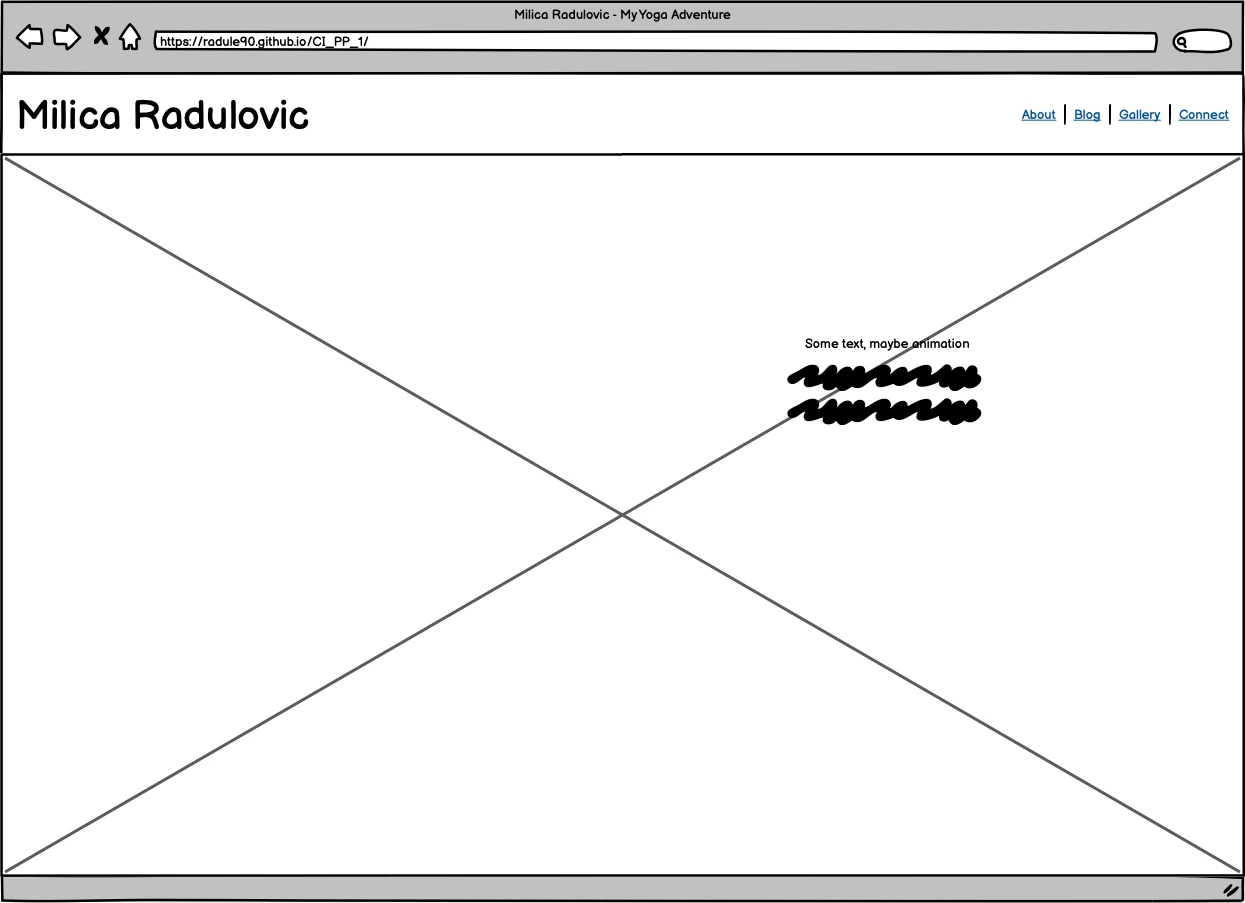 Milica Radulovic - My Yoga Adventure
https://radule90.github.io/CI_PP_1/
Milica Radulovic
About | Blog | Gallery | Connect
Some text, maybe animation